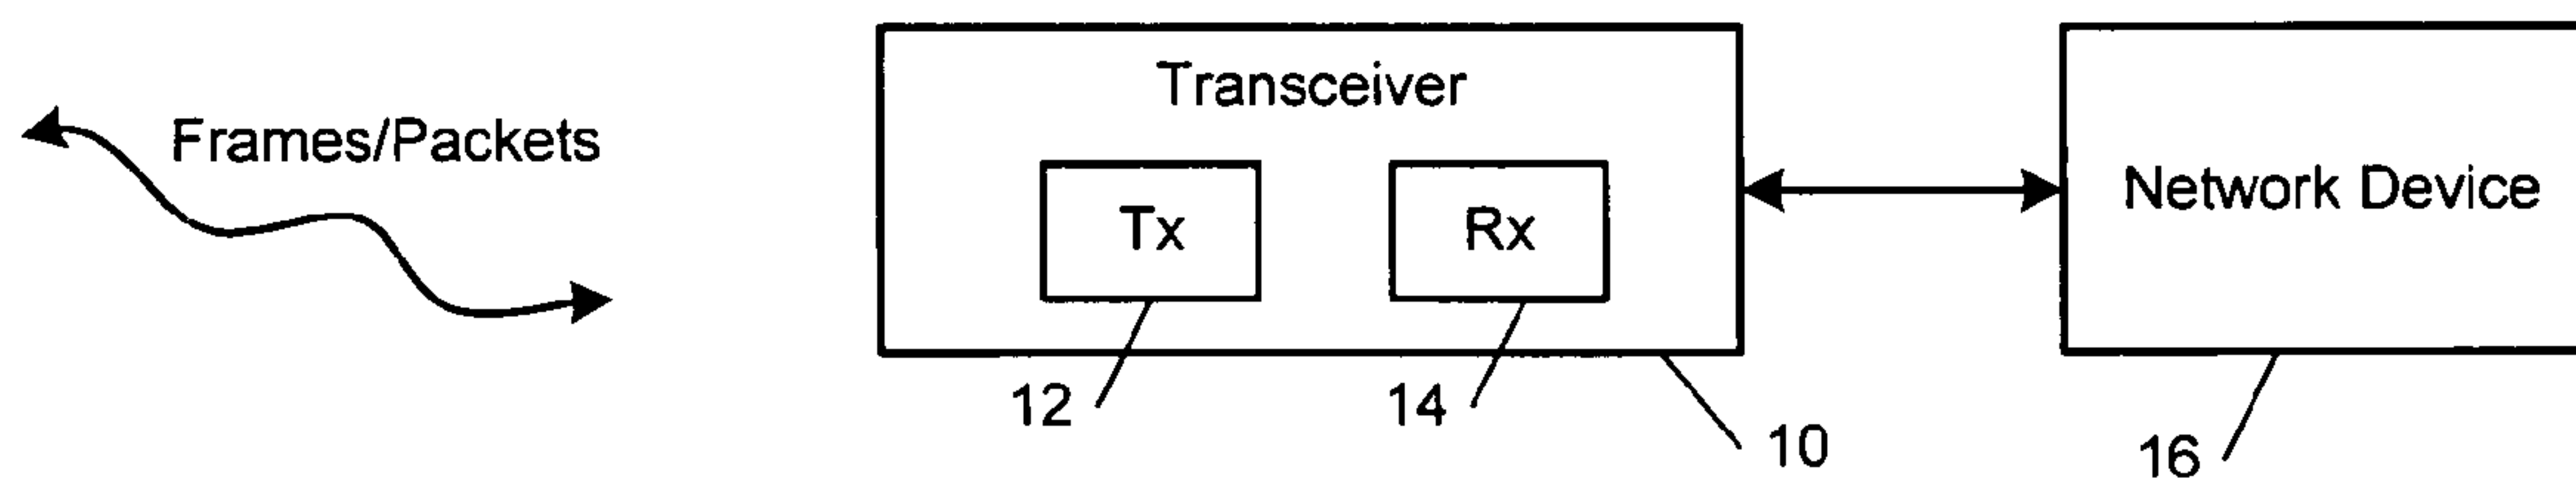 Transceiver
Frames/Packets
Tx
Rx
Network Device
12
14
10
16